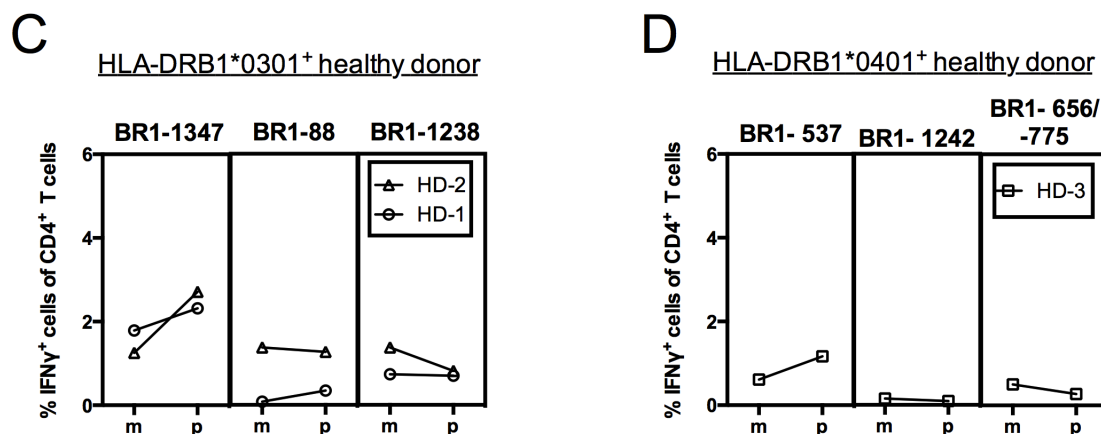 C
HLA-DRB1*0301+ healthy donor
BR1-1347 BR1-88 BR1-1238
% IFNγ+ cells of CD4+ T cells
6
4
2
0
HD-2
HD-1
m p m p m p
D
HLA-DRB1*0401+ healthy donor
BR1- 537 BR1- 1242 BR1- 656/
-775
% IFNγ+ cells of CD4+ T cells
6
4
2
0
HD-3
m p m p m p